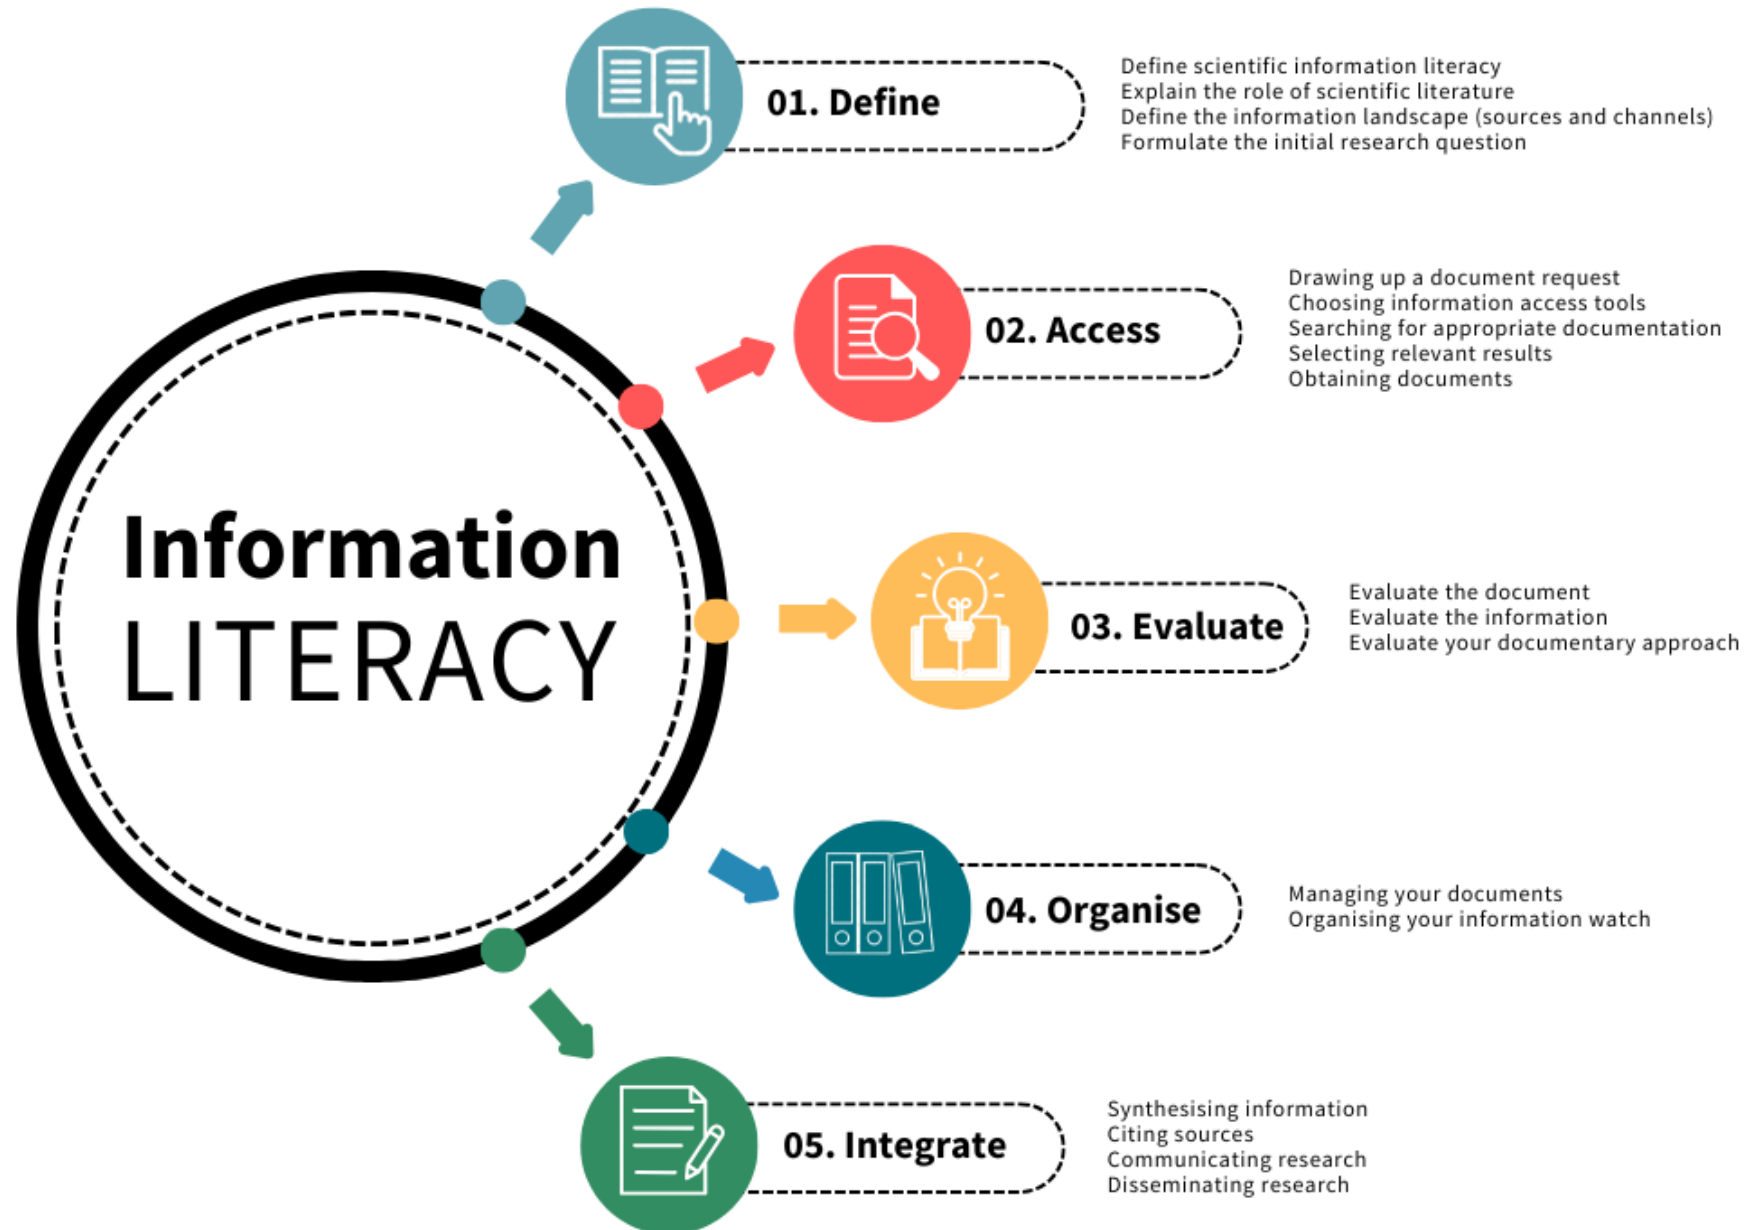 01. Define
Define scientific information literacy
Explain the role of scientific literature
Define the information landscape (sources and channels)
Formulate the initial research question
02. Access
Drawing up a document request
Choosing information access tools
Searching for appropriate documentation
Selecting relevant results
Obtaining documents
Information
LITERACY
03. Evaluate
Evaluate the document
Evaluate the information
Evaluate your documentary approach
04. Organise
Managing your documents
Organising your information watch
05. Integrate
Synthesising information
Citing sources
Communicating research
Disseminating research